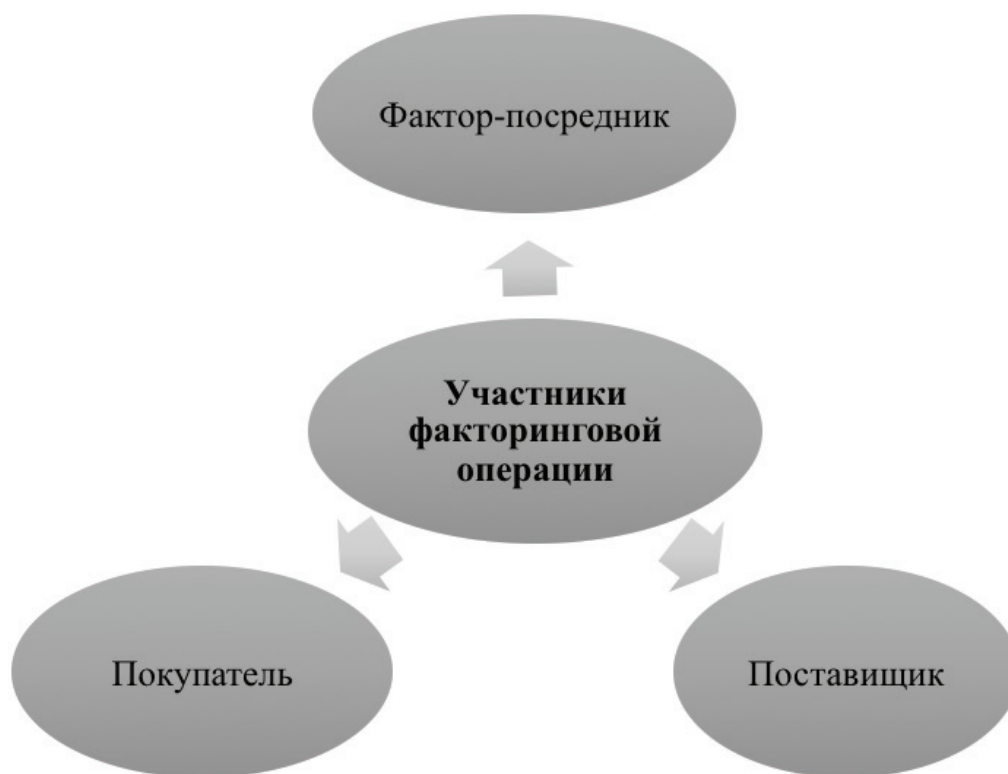 Фактор-посредник
Участники
факторинговой
операции
Покупатель
Поставищик